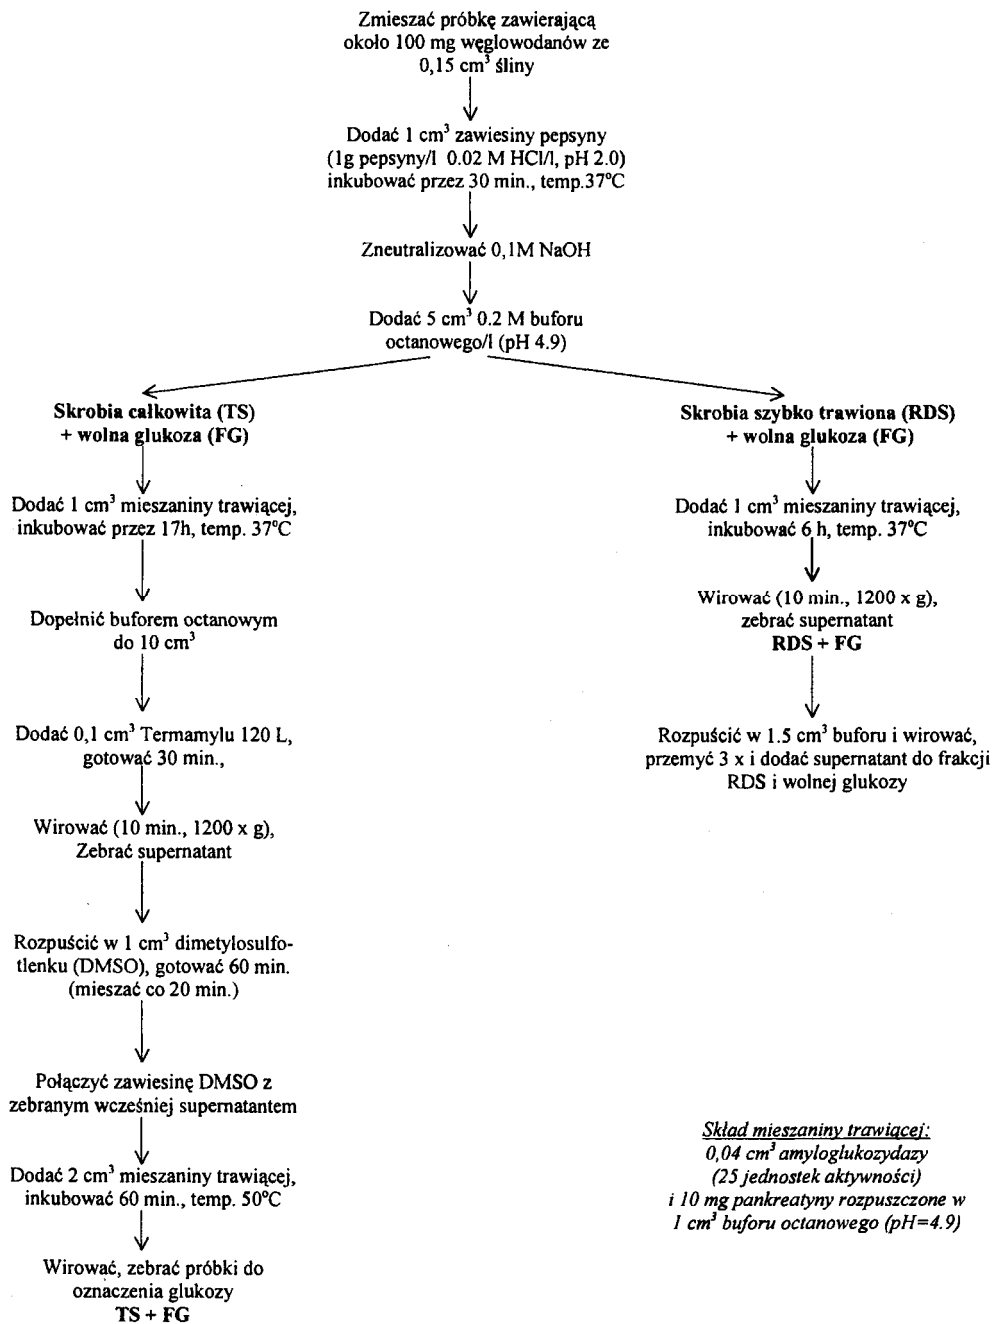 Zmieszać próbkę zawierającą
około 100 mg węglowodanów ze
0,15 cm³ śliny
Dodać 1 cm³ zawiesiny pepsyny
(1g pepsyny/l 0.02 M HCl/l, pH 2.0)
inkubować przez 30 min., temp.37°C
Zneutralizować 0,1M NaOH
Dodać 5 cm³ 0.2 M buforu
octanowego/l (pH 4.9)
Skrobia całkowita (TS)
+ wolna glukoza (FG)
Dodać 1 cm³ mieszaniny trawiącej,
inkubować przez 17h, temp. 37°C
Dopełnić buforem octanowym
do 10 cm³
Dodać 0,1 cm³ Termamylu 120 L,
gotować 30 min.,
Wirować (10 min., 1200 x g),
Zebrać supernatant
Rozpuścić w 1 cm³ dimetylosulfo-
tlenku (DMSO), gotować 60 min.
(mieszać co 20 min.)
Połączyć zawiesinę DMSO z
zebranym wcześniej supernatantem
Dodać 2 cm³ mieszaniny trawiącej,
inkubować 60 min., temp. 50°C
Wirować, zebrać próbki do
oznaczenia glukozy
TS + FG
Skrobia szybko trawiona (RDS)
+ wolna glukoza (FG)
Dodać 1 cm³ mieszaniny trawiącej,
inkubować 6 h, temp. 37°C
Wirować (10 min., 1200 x g),
zebrać supernatant
RDS + FG
Rozpuścić w 1.5 cm³ buforu i wirować,
przemyć 3 x i dodać supernatant do frakcji
RDS i wolnej glukozy
Skład mieszaniny trawiącej:
0,04 cm³ amyloglukozydazy
(25 jednostek aktywności)
i 10 mg pankreatyny rozpuszczone w
1 cm³ buforu octanowego (pH=4.9)